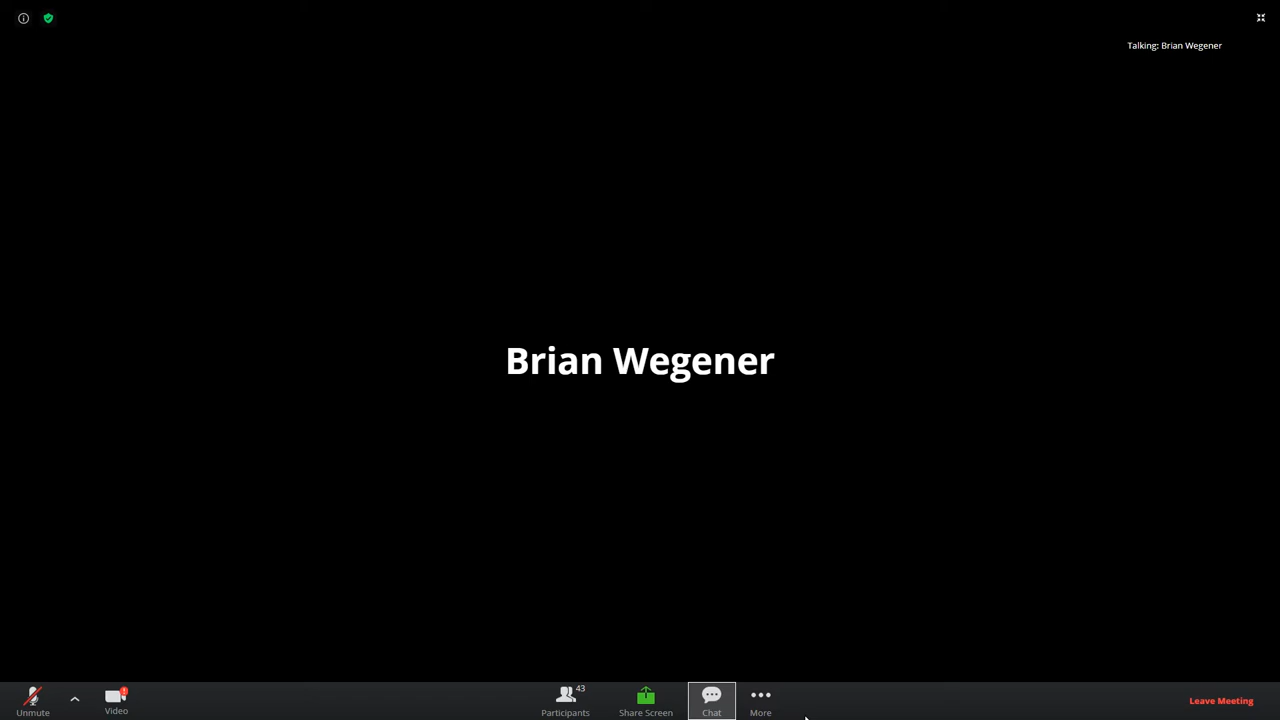 Talking: Brian Wegener
Brian Wegener
Unmute
Video
43
Participants
Share Screen
Chat
More
Leave Meeting